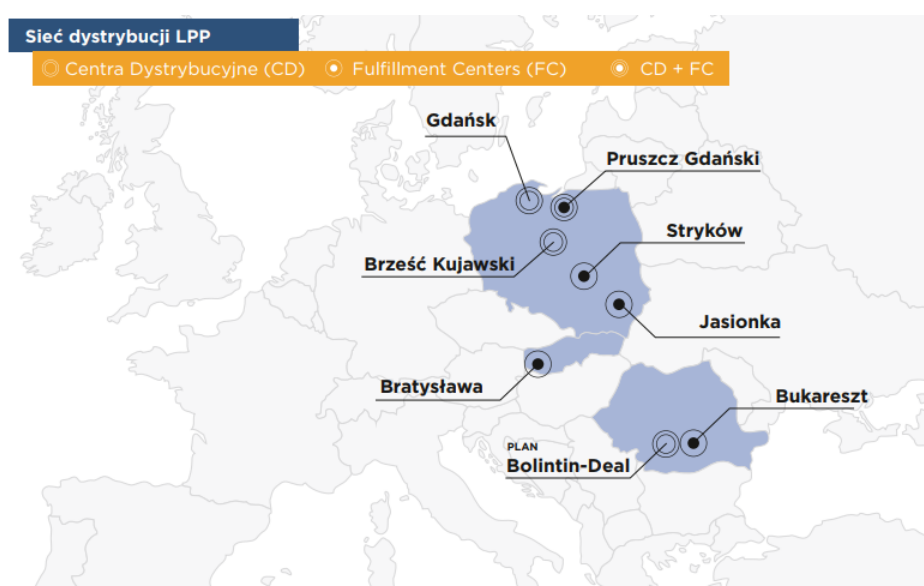 Sieć dystrybucji LPP
Centra Dystrybucyjne (CD) Fulfillment Centers (FC) CD + FC
Gdańsk
Pruszcz Gdański
Stryków
Brześć Kujawski
Jasionka
Bratysława
Bukareszt
PLAN
Bolintin-Deal